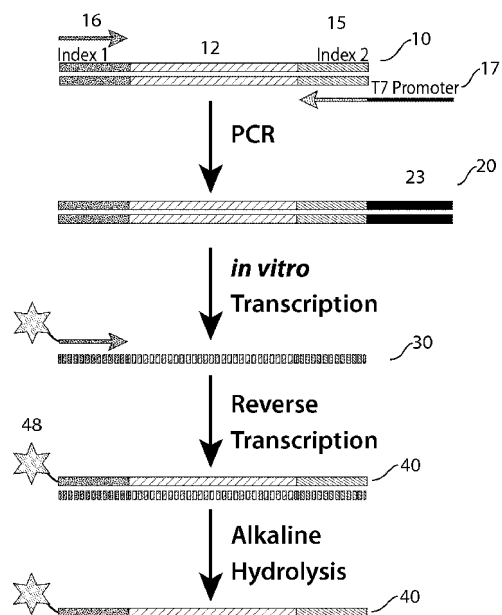 16
15
Index 1
12
Index 2
10
17
T7 Promoter
PCR
23
20
in vitro
Transcription
30
Reverse
Transcription
48
40
Alkaline
Hydrolysis
40